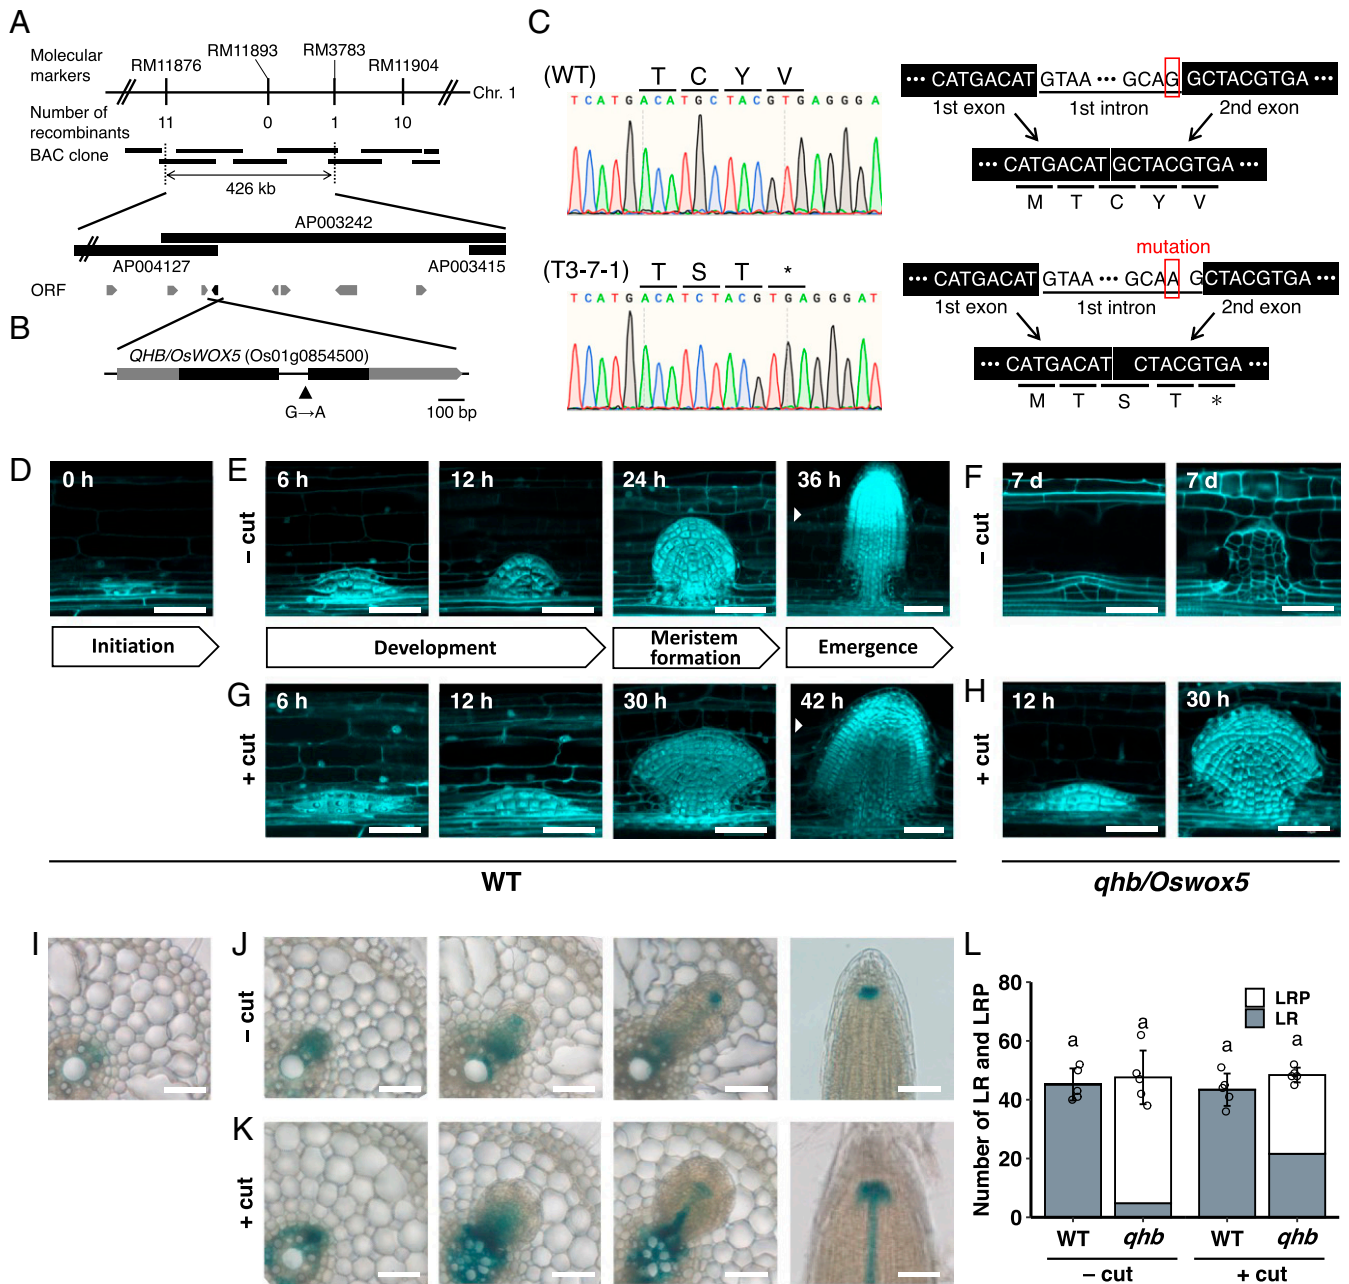 A
Molecular
markers
RM11876
RM11893
RM3783
RM11904
Chr. 1
Number of
recombinants
11
0
1
10
BAC clone
426 kb
AP003242
AP004127
AP003415
ORF
B
QHB/OsWOX5 (Os01g0854500)
G→A
100 bp
C
(WT)
T C Y V
T C A T G A C A T G C T A C G T G A G G G A
••• CATGACAT GTAA ••• GCAG GCTACGTGA •••
1st exon 1st intron 2nd exon
••• CATGACAT GCTACGTGA •••
M T C Y V
(T3-7-1)
T S T *
T C A T G A C A T C T A C G T G A G G G A T
mutation
••• CATGACAT GTAA ••• GCAA G CTACGTGA •••
1st exon 1st intron 2nd exon
••• CATGACAT CTACGTGA •••
M T S T *
D
0 h
Initiation
E
– cut
6 h
12 h
24 h
36 h
Development
Meristem
formation
Emergence
F
– cut
7 d
7 d
G
+ cut
6 h
12 h
30 h
42 h
H
+ cut
12 h
30 h
WT
qhb/Oswox5
I
J
– cut
K
+ cut
L
Number of LR and LRP
80
60
40
20
0
LRP
LR
a
a
a
a
WT
qhb
WT
qhb
– cut
+ cut